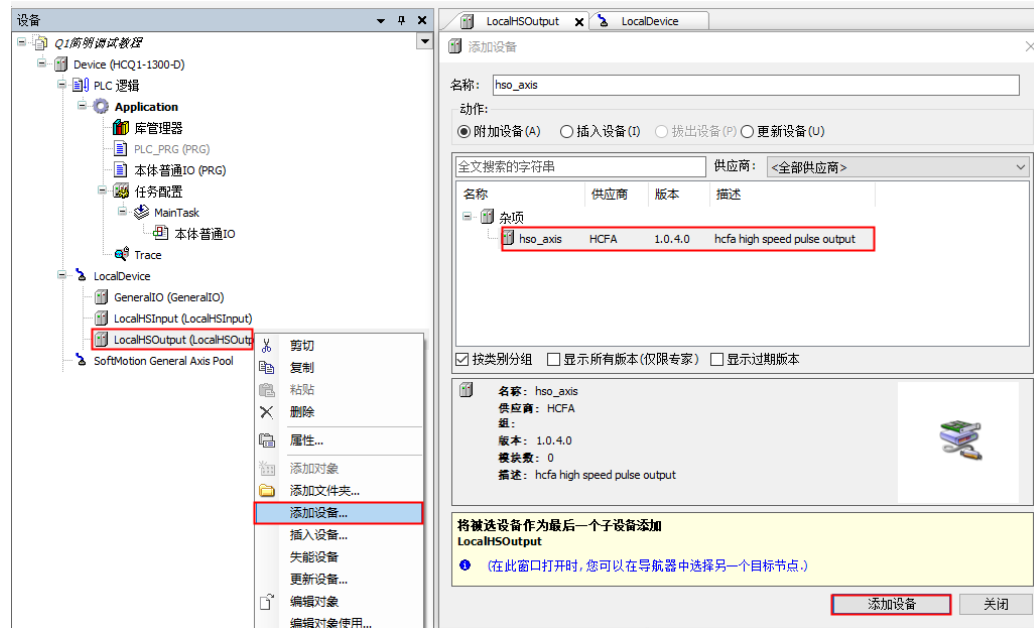 设备
Q1简明调试教程
Device (HCQ1-1300-D)
PLC 逻辑
Application
库管理器
PLC_PRG (PRG)
本体普通IO (PRG)
任务配置
MainTask
本体普通IO
Trace
LocalDevice
GeneralIO (GeneralIO)
LocalHSInput (LocalHSInput)
LocalHSOutput (LocalHSOutp
SoftMotion General Axis Pool
剪切
复制
粘贴
删除
属性...
添加对象
添加文件夹...
添加设备...
插入设备...
失能设备
更新设备...
编辑对象
编辑对象使用...
LocalHSOutput
LocalDevice
添加设备
名称: hso_axis
动作:
附加设备(A) 插入设备(I) 拔出设备(P) 更新设备(U)
全文搜索的字符串 供应商: <全部供应商>
名称 供应商 版本 描述
杂项
hso_axis HCFA 1.0.4.0 hcfa high speed pulse output
按类别分组 显示所有版本(仅限专家) 显示过期版本
名称: hso_axis
供应商: HCFA
组:
版本: 1.0.4.0
模块数: 0
描述: hcfa high speed pulse output
将被选设备作为最后一个子设备添加
LocalHSOutput
(在此窗口打开时,您可以在导航器中选择另一个目标节点.)
添加设备 关闭